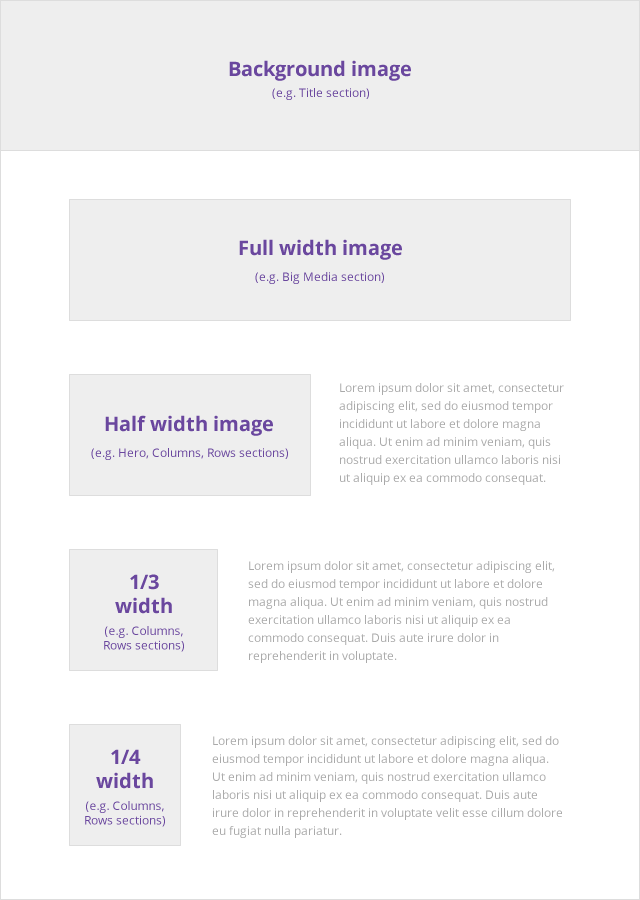 Background image
(e.g. Title section)
Full width image
(e.g. Big Media section)
Half width image
(e.g. Hero, Columns, Rows sections)
Lorem ipsum dolor sit amet, consectetur
adipiscing elit, sed do eiusmod tempor
incididunt ut labore et dolore magna
aliqua. Ut enim ad minim veniam, quis
nostrud exercitation ullamco laboris nisi
ut aliquip ex ea commodo consequat.
1/3
width
(e.g. Columns,
Rows sections)
Lorem ipsum dolor sit amet, consectetur adipiscing elit,
sed do eiusmod tempor incididunt ut labore et dolore
magna aliqua. Ut enim ad minim veniam, quis nostrud
exercitation ullamco laboris nisi ut aliquip ex ea
commodo consequat. Duis aute irure dolor in
reprehenderit in voluptate.
1/4
width
(e.g. Columns,
Rows sections)
Lorem ipsum dolor sit amet, consectetur adipiscing elit, sed do
eiusmod tempor incididunt ut labore et dolore magna aliqua.
Ut enim ad minim veniam, quis nostrud exercitation ullamco
laboris nisi ut aliquip ex ea commodo consequat. Duis aute
irure dolor in reprehenderit in voluptate velit esse cillum dolore
eu fugiat nulla pariatur.